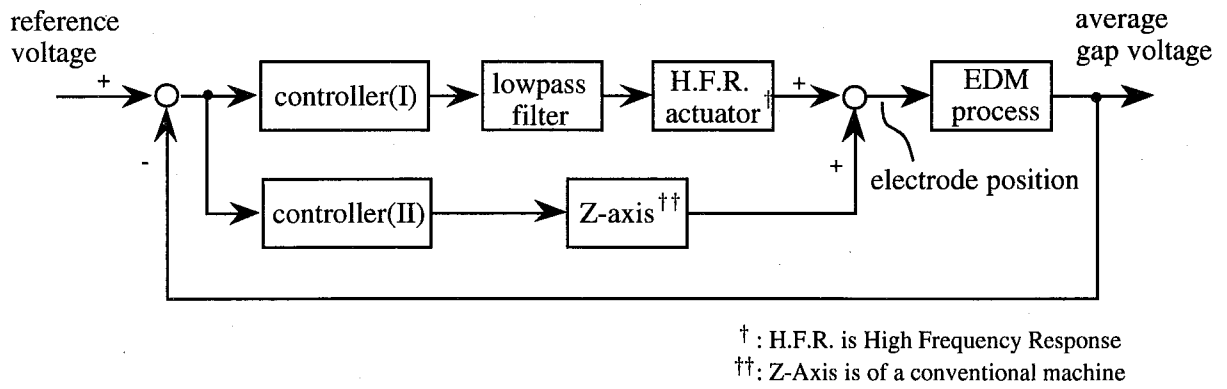 reference
voltage
+
-
controller(I)
lowpass
filter
H.F.R.
actuator†
+
+
EDM
process
average
gap voltage
electrode position
controller(II)
Z-axis††
†: H.F.R. is High Frequency Response
††: Z-Axis is of a conventional machine